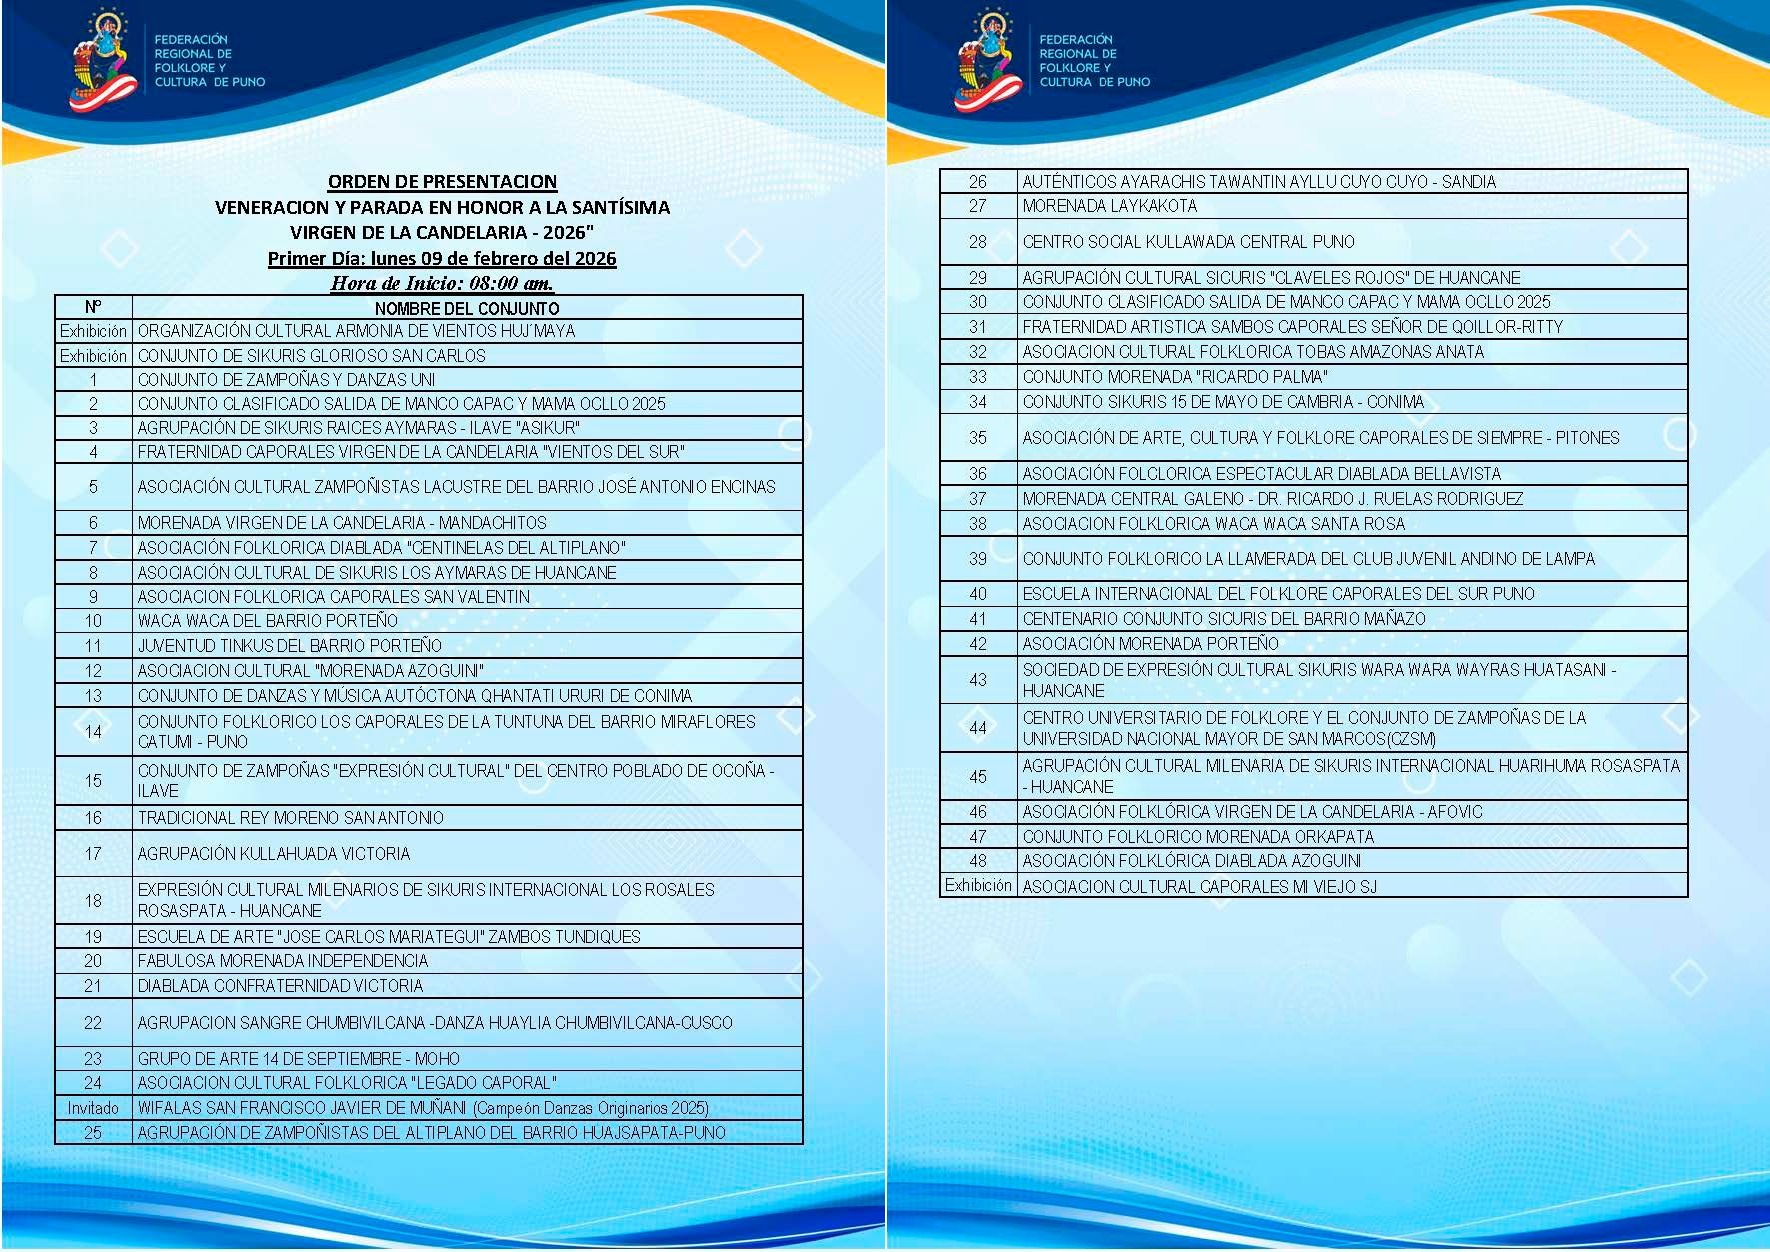 FEDERACIÓN
REGIONAL DE
FOLKLORE Y
CULTURA DE PUNO
ORDEN DE PRESENTACION
VENERACION Y PARADA EN HONOR A LA SANTÍSIMA
VIRGEN DE LA CANDELARIA - 2026"
Primer Día: lunes 09 de febrero del 2026
Hora de Inicio: 08:00 am.
Nº NOMBRE DEL CONJUNTO
Exhibición ORGANIZACIÓN CULTURAL ARMONIA DE VIENTOS HUJ´MAYA
Exhibición CONJUNTO DE SIKURIS GLORIOSO SAN CARLOS
1 CONJUNTO DE ZAMPOÑAS Y DANZAS UNI
2 CONJUNTO CLASIFICADO SALIDA DE MANCO CAPAC Y MAMA OCLLO 2025
3 AGRUPACIÓN DE SIKURIS RAICES AYMARAS - ILAVE "ASIKUR"
4 FRATERNIDAD CAPORALES VIRGEN DE LA CANDELARIA "VIENTOS DEL SUR"
5 ASOCIACIÓN CULTURAL ZAMPOÑISTAS LACUSTRE DEL BARRIO JOSÉ ANTONIO ENCINAS
6 MORENADA VIRGEN DE LA CANDELARIA - MANDACHITOS
7 ASOCIACIÓN FOLKLORICA DIABLADA "CENTINELAS DEL ALTIPLANO"
8 ASOCIACIÓN CULTURAL DE SIKURIS LOS AYMARAS DE HUANCANE
9 ASOCIACION FOLKLORICA CAPORALES SAN VALENTIN
10 WACA WACA DEL BARRIO PORTEÑO
11 JUVENTUD TINKUS DEL BARRIO PORTEÑO
12 ASOCIACION CULTURAL "MORENADA AZOGUINI"
13 CONJUNTO DE DANZAS Y MÚSICA AUTÓCTONA QHANTATI URURI DE CONIMA
14 CONJUNTO FOLKLORICO LOS CAPORALES DE LA TUNTUNA DEL BARRIO MIRAFLORES
CATUMI - PUNO
15 CONJUNTO DE ZAMPOÑAS "EXPRESIÓN CULTURAL" DEL CENTRO POBLADO DE OCOÑA -
ILAVE
16 TRADICIONAL REY MORENO SAN ANTONIO
17 AGRUPACIÓN KULLAHUADA VICTORIA
18 EXPRESIÓN CULTURAL MILENARIOS DE SIKURIS INTERNACIONAL LOS ROSALES
ROSASPATA - HUANCANE
19 ESCUELA DE ARTE "JOSE CARLOS MARIATEGUI" ZAMBOS TUNDIQUES
20 FABULOSA MORENADA INDEPENDENCIA
21 DIABLADA CONFRATERNIDAD VICTORIA
22 AGRUPACION SANGRE CHUMBIVILCANA -DANZA HUAYLIA CHUMBIVILCANA-CUSCO
23 GRUPO DE ARTE 14 DE SEPTIEMBRE - MOHO
24 ASOCIACION CULTURAL FOLKLORICA "LEGADO CAPORAL"
Invitado WIFALAS SAN FRANCISCO JAVIER DE MUÑANI (Campeón Danzas Originarios 2025)
25 AGRUPACIÓN DE ZAMPOÑISTAS DEL ALTIPLANO DEL BARRIO HUAJSAPATA-PUNO
FEDERACIÓN
REGIONAL DE
FOLKLORE Y
CULTURA DE PUNO
26 AUTÉNTICOS AYARACHIS TAWANTIN AYLLU CUYO CUYO - SANDIA
27 MORENADA LAYKAKOTA
28 CENTRO SOCIAL KULLAWADA CENTRAL PUNO
29 AGRUPACIÓN CULTURAL SICURIS "CLAVELES ROJOS" DE HUANCANE
30 CONJUNTO CLASIFICADO SALIDA DE MANCO CAPAC Y MAMA OCLLO 2025
31 FRATERNIDAD ARTISTICA SAMBOS CAPORALES SEÑOR DE QOILLOR-RITTY
32 ASOCIACION CULTURAL FOLKLORICA TOBAS AMAZONAS ANATA
33 CONJUNTO MORENADA "RICARDO PALMA"
34 CONJUNTO SIKURIS 15 DE MAYO DE CAMBRIA - CONIMA
35 ASOCIACIÓN DE ARTE, CULTURA Y FOLKLORE CAPORALES DE SIEMPRE - PITONES
36 ASOCIACIÓN FOLCLORICA ESPECTACULAR DIABLADA BELLAVISTA
37 MORENADA CENTRAL GALENO - DR. RICARDO J. RUELAS RODRIGUEZ
38 ASOCIACION FOLKLORICA WACA WACA SANTA ROSA
39 CONJUNTO FOLKLORICO LA LLAMERADA DEL CLUB JUVENIL ANDINO DE LAMPA
40 ESCUELA INTERNACIONAL DEL FOLKLORE CAPORALES DEL SUR PUNO
41 CENTENARIO CONJUNTO SICURIS DEL BARRIO MAÑAZO
42 ASOCIACIÓN MORENADA PORTEÑO
43 SOCIEDAD DE EXPRESIÓN CULTURAL SIKURIS WARA WARA WAYRAS HUATASANI -
HUANCANE
44 CENTRO UNIVERSITARIO DE FOLKLORE Y EL CONJUNTO DE ZAMPOÑAS DE LA
UNIVERSIDAD NACIONAL MAYOR DE SAN MARCOS(CZSM)
45 AGRUPACIÓN CULTURAL MILENARIA DE SIKURIS INTERNACIONAL HUARIHUMA ROSASPATA
- HUANCANE
46 ASOCIACIÓN FOLKLÓRICA VIRGEN DE LA CANDELARIA - AFOVIC
47 CONJUNTO FOLKLORICO MORENADA ORKAPATA
48 ASOCIACIÓN FOLKLÓRICA DIABLADA AZOGUINI
Exhibición ASOCIACION CULTURAL CAPORALES MI VIEJO SJ